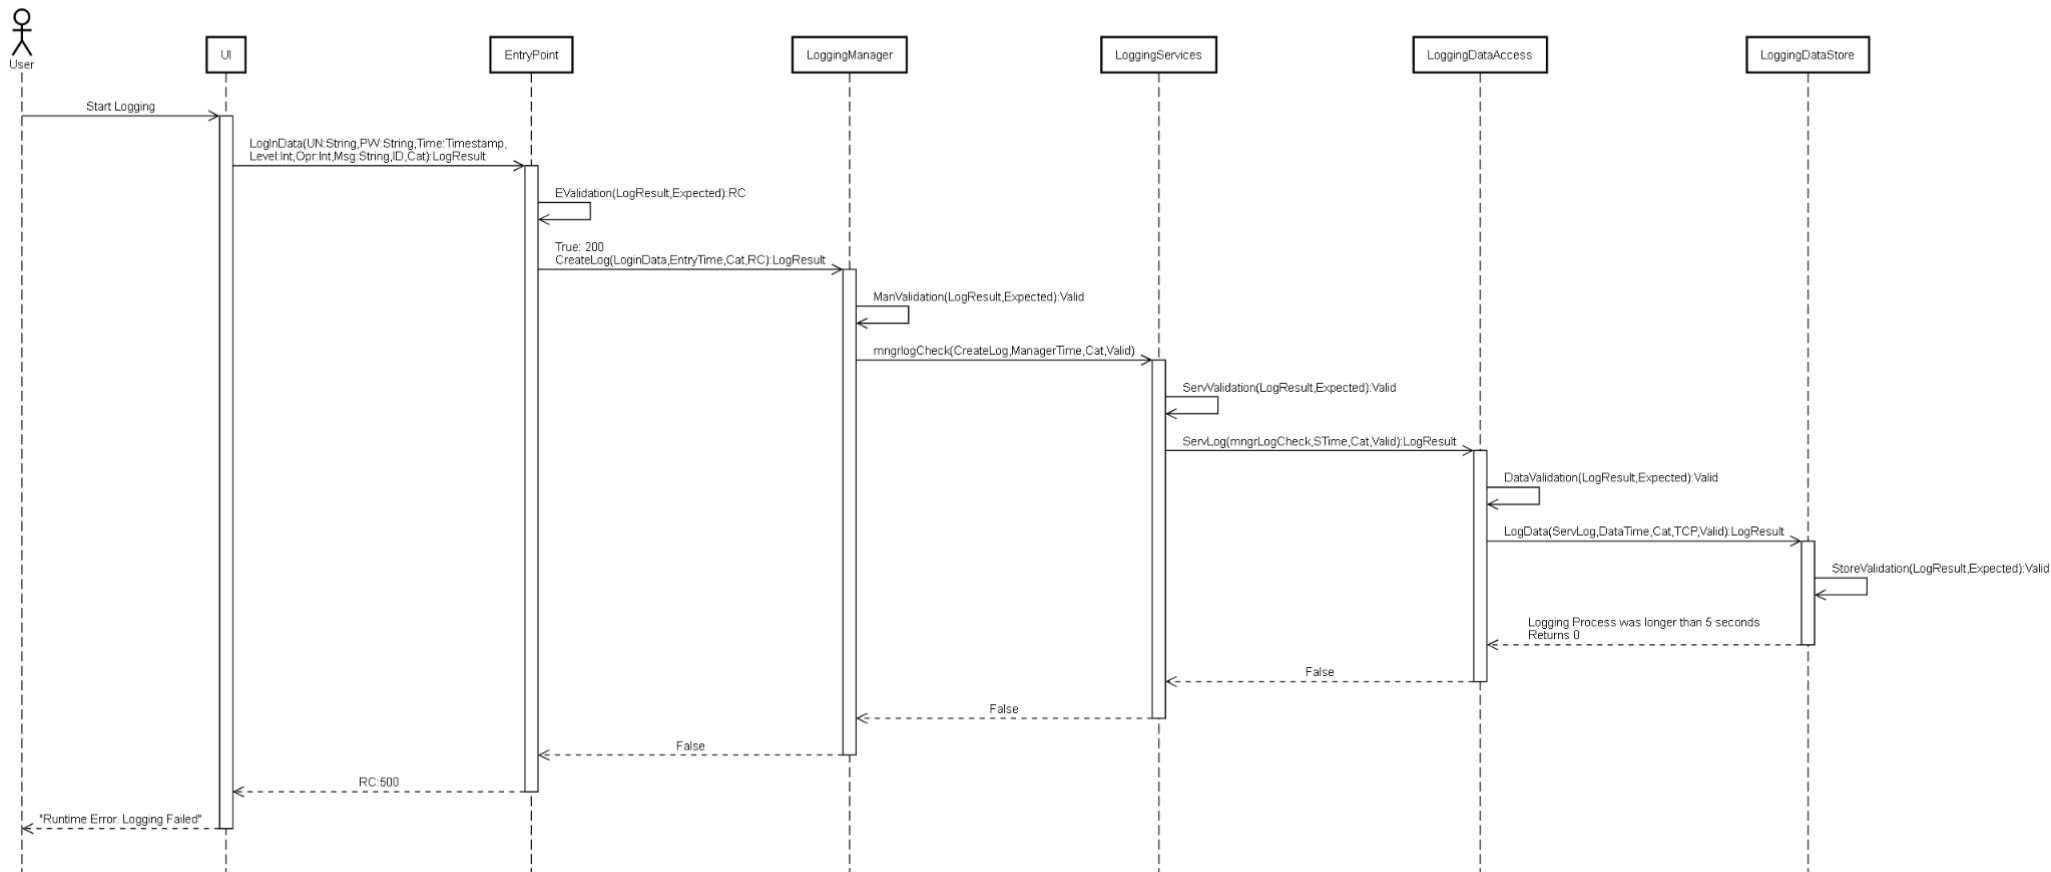 User
UI
EntryPoint
LoggingManager
LoggingServices
LoggingDataAccess
LoggingDataStore
Start Logging
LogInData(UN:String,PW:String,Time:Timestamp,
Level:Int,Opr:Int,Msg:String,ID,Cat):LogResult
EValidation(LogResult,Expected):RC
True: 200
CreateLog(LoginData,EntryTime,Cat,RC):LogResult
ManValidation(LogResult,Expected):Valid
mngrlogCheck(CreateLog,ManagerTime,Cat,Valid)
ServValidation(LogResult,Expected):Valid
ServLog(mngrLogCheck,STime,Cat,Valid):LogResult
DataValidation(LogResult,Expected):Valid
LogData(ServLog,DataTime,Cat,TCP,Valid):LogResult
StoreValidation(LogResult,Expected):Valid
Logging Process was longer than 5 seconds
Returns 0
False
False
False
RC:500
"Runtime Error. Logging Failed"